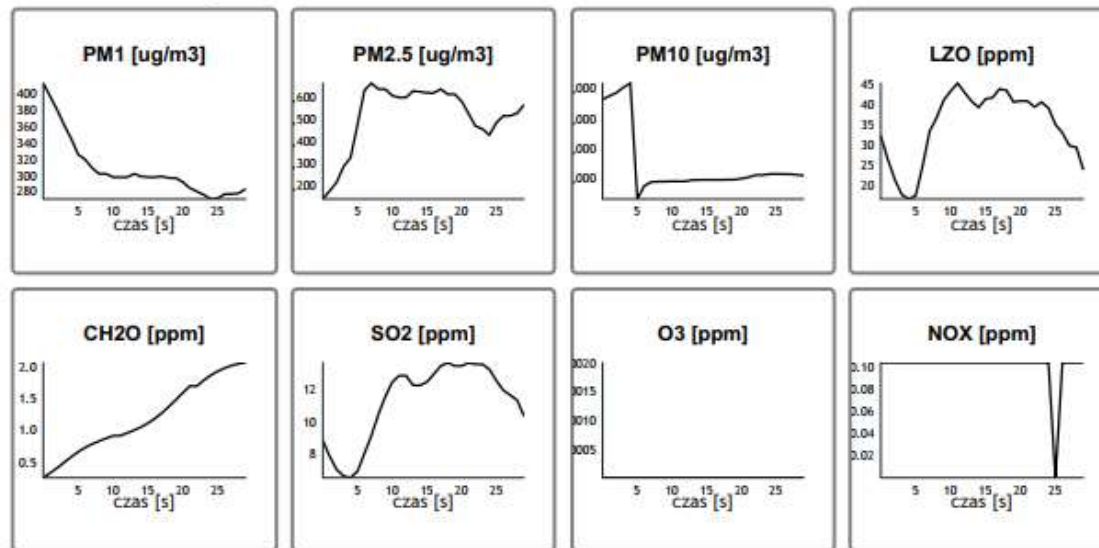 PM1 [ug/m3]
400
380
360
340
320
300
280
5 10 15 20 25
czas [s]
PM2.5 [ug/m3]
,600
,500
,400
,300
,200
5 10 15 20 25
czas [s]
PM10 [ug/m3]
,000
,000
,000
,000
5 10 15 20 25
czas [s]
LZO [ppm]
45
40
35
30
25
20
5 10 15 20 25
czas [s]
CH2O [ppm]
2.0
1.5
1.0
0.5
5 10 15 20 25
czas [s]
SO2 [ppm]
12
10
8
5 10 15 20 25
czas [s]
O3 [ppm]
0020
0015
0010
0005
5 10 15 20 25
czas [s]
NOX [ppm]
0.10
0.08
0.06
0.04
0.02
5 10 15 20 25
czas [s]